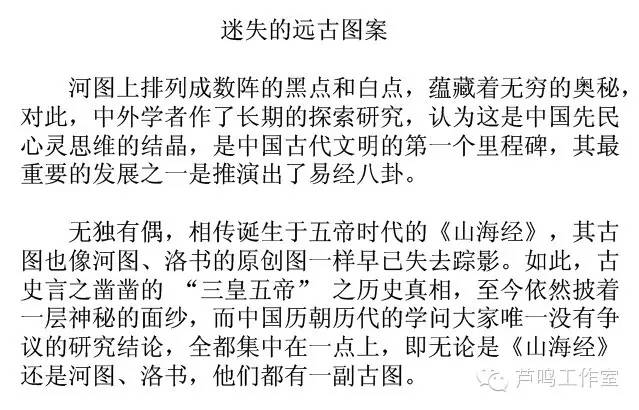 迷失的远古图案
河图上排列成数阵的黑点和白点，蕴藏着无穷的奥秘，
对此，中外学者作了长期的探索研究，认为这是中国先民
心灵思维的结晶，是中国古代文明的第一个里程碑，其最
重要的发展之一是推演出了易经八卦。
无独有偶，相传诞生于五帝时代的《山海经》，其古
图也像河图、洛书的原创图一样早已失去踪影。如此，古
史言之凿凿的 “三皇五帝” 之历史真相，至今依然披着
一层神秘的面纱，而中国历朝历代的学问大家唯一没有争
议的研究结论，全都集中在一点上，即无论是《山海经》
还是河图、洛书，他们都有一副古图。
芦鸣工作室